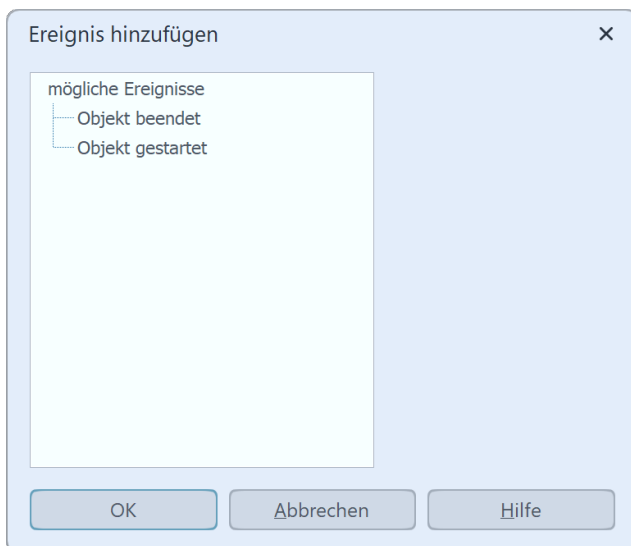 Ereignis hinzufügen
mögliche Ereignisse
Objekt beendet
Objekt gestartet
OK Abbrechen Hilfe